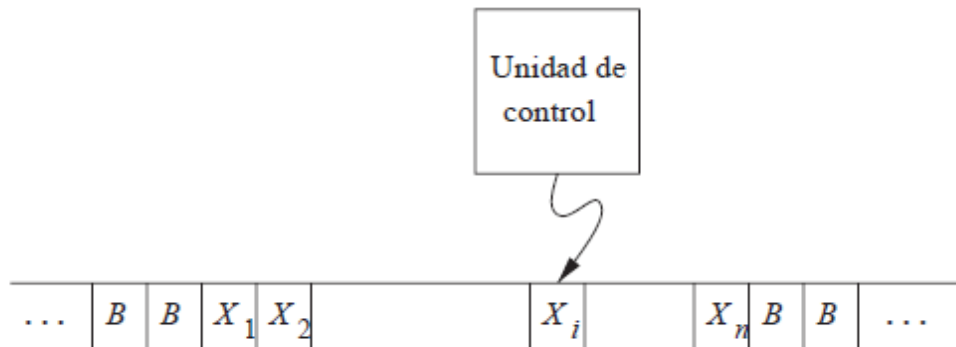 Unidad de
control
... B B X1 X2 Xi Xn B B ...